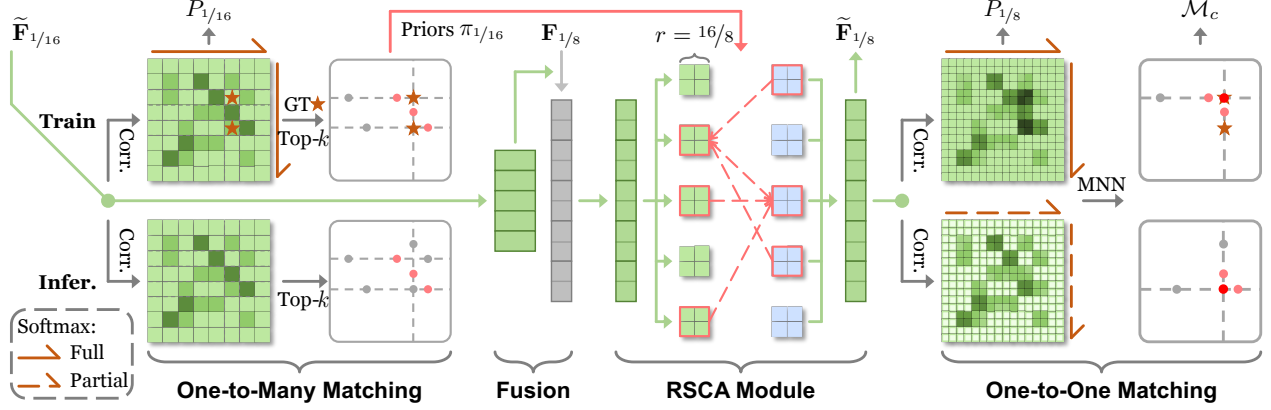 F̃1/16
P1/16
Priors π1/16
F1/8
r = 16/8
F̃1/8
P1/8
Mc
Train
Corr.
GT
Top-k
Corr.
MNN
Infer.
Corr.
Top-k
Corr.
Softmax:
Full
Partial
One-to-Many Matching
Fusion
RSCA Module
One-to-One Matching